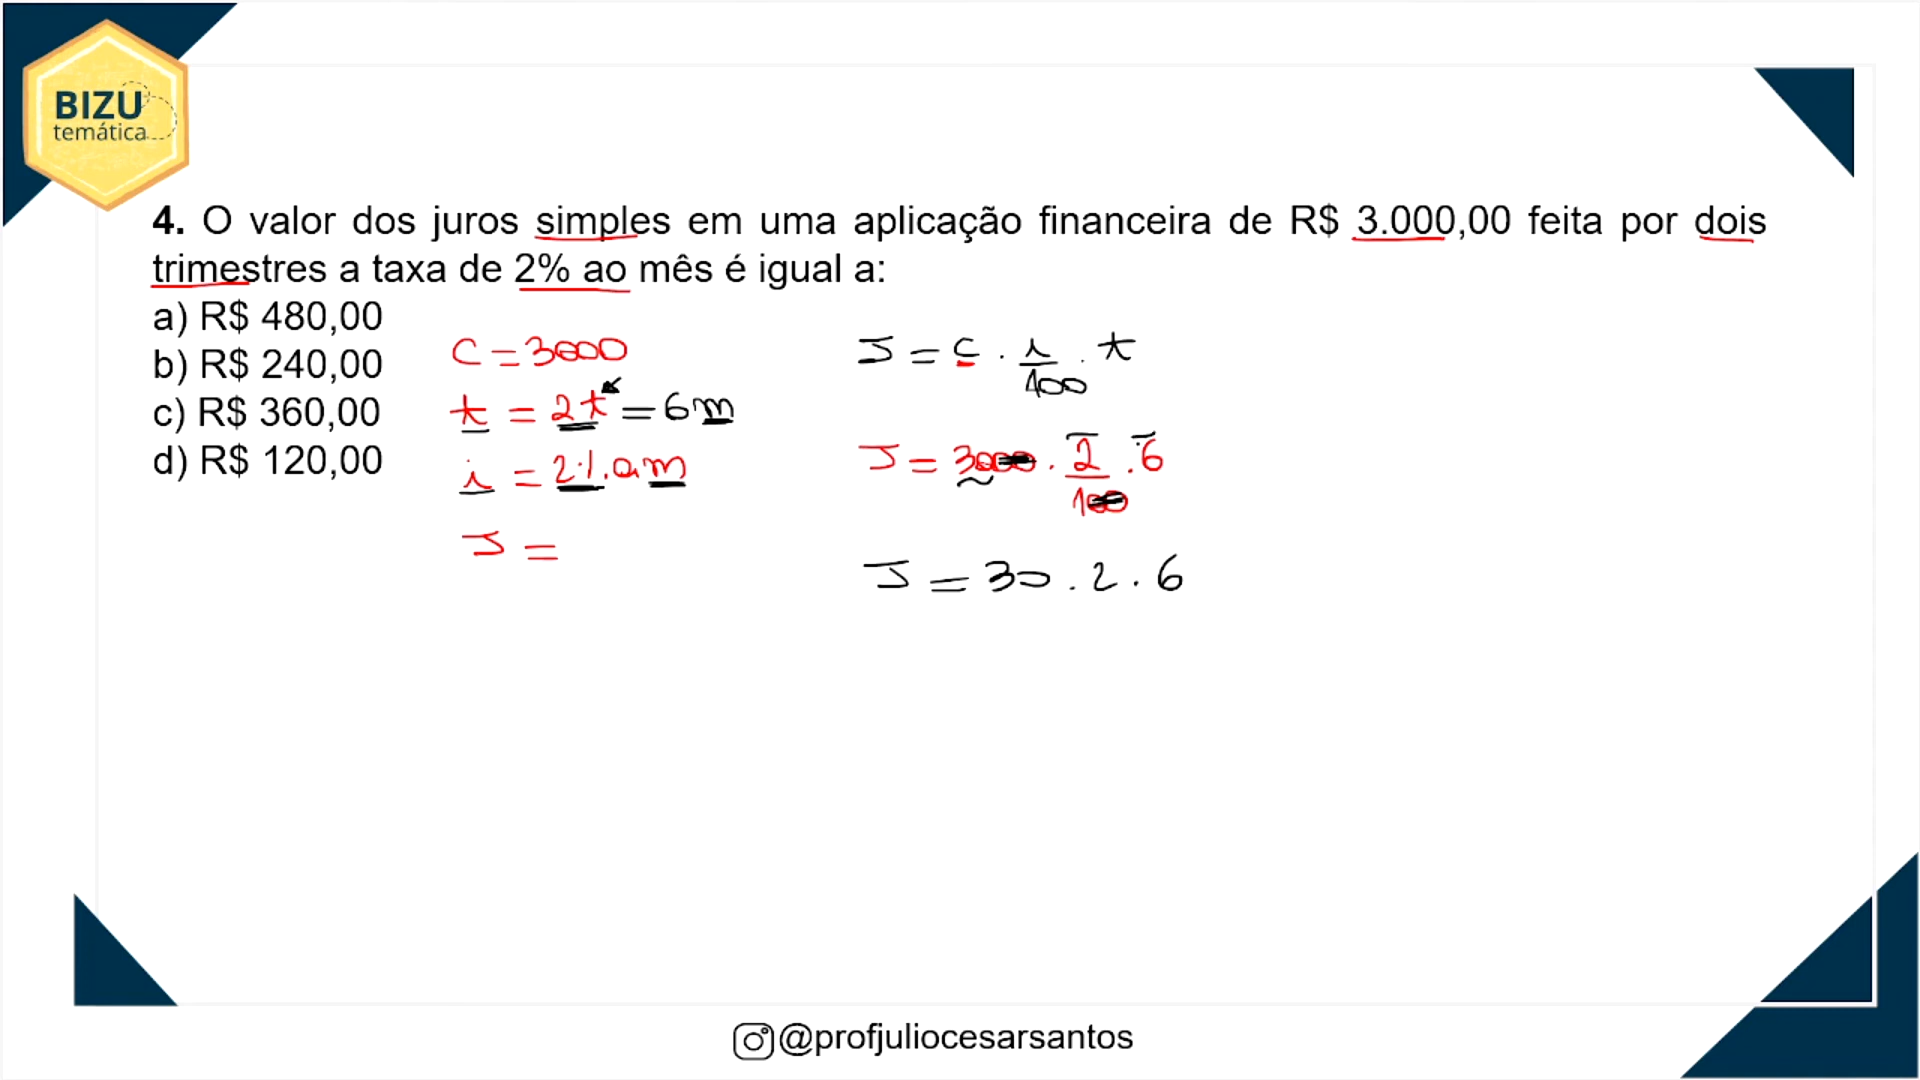 BIZU
temática
4. O valor dos juros simples em uma aplicação financeira de R$ 3.000,00 feita por dois
trimestres a taxa de 2% ao mês é igual a:
a) R$ 480,00
b) R$ 240,00
c) R$ 360,00
d) R$ 120,00
C = 3000
t = 2t = 6m
i = 2%.am
J =
J = C . i/100 . t
J = 3000 . 2/100 . 6
J = 30 . 2 . 6
@profjuliocesarsantos